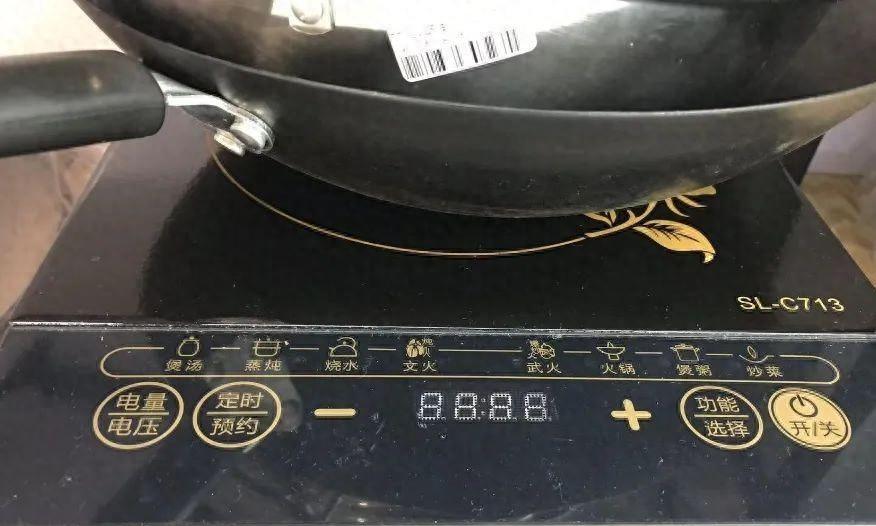 SL-C713
煲汤 蒸炖 烧水 文火 武火 火锅 煲粥 炒菜
电量 定时 功能
电压 预约 选择 开/关